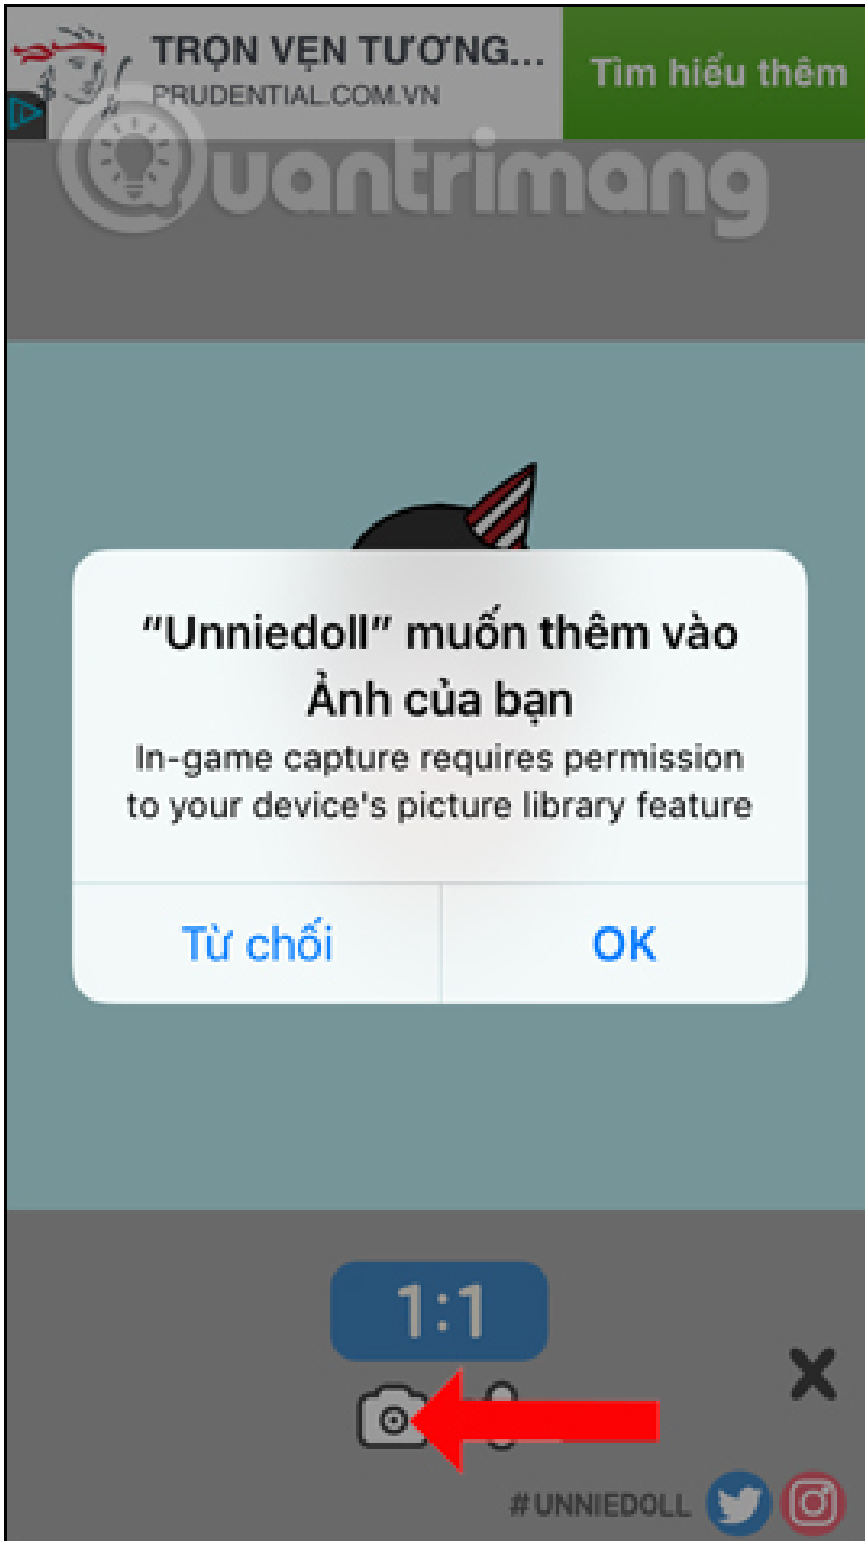 TRỌN VẸN TƯƠNG...
PRUDENTIAL.COM.VN
Tìm hiểu thêm
Quantrimang
“Unniedoll” muốn thêm vào
Ảnh của bạn
In-game capture requires permission
to your device's picture library feature
Từ chối
OK
1:1
#UNNIEDOLL